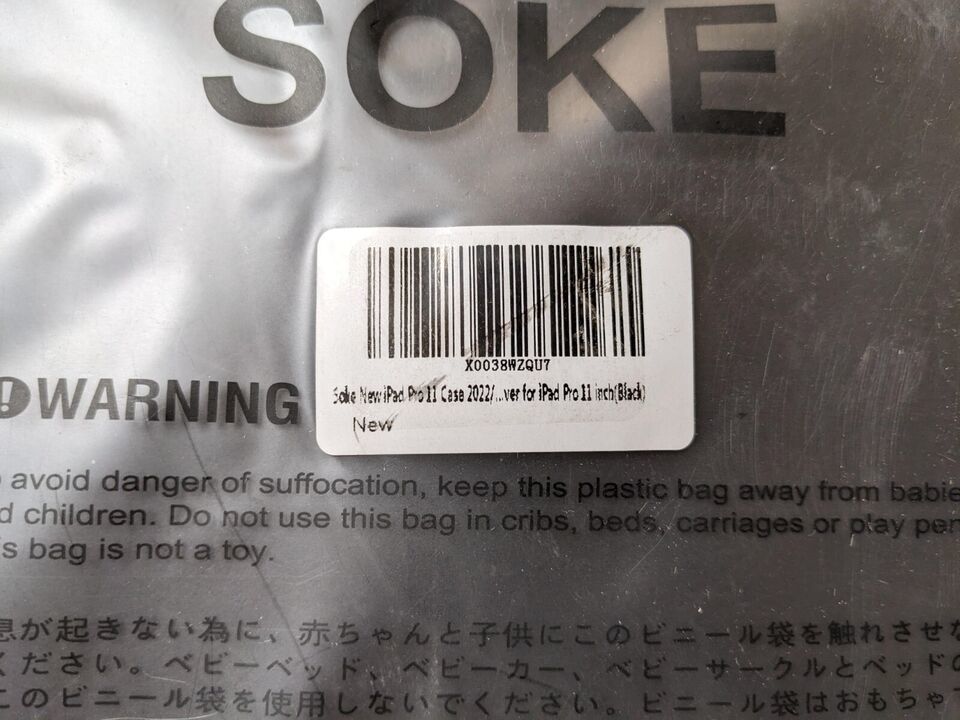 SOKE
X0038WZQU7
Soke New iPad Pro 11 Case 2022/...ver for iPad Pro 11 inch(Black)
New
WARNING
avoid danger of suffocation, keep this plastic bag away from babie
d children. Do not use this bag in cribs, beds, carriages or play pen
s bag is not a toy.
息が起きない為に、赤ちゃんと子供にこのビニール袋を触れさせな
ください。ベビーベッド、ベビーカー、ベビーサークルとベッドの
このビニール袋を使用しないでください。ビニール袋はおもちゃ